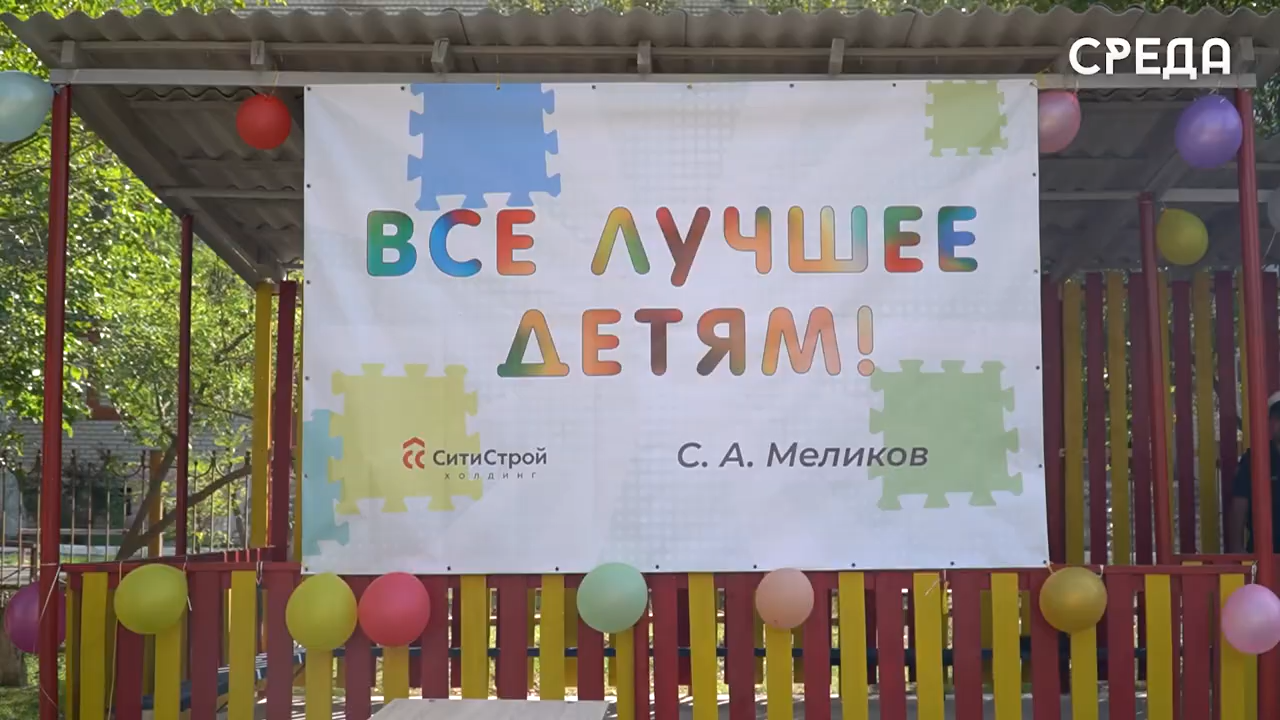 СРЕДА
ВСЕ ЛУЧШЕЕ
ДЕТЯМ!
СитиСтрой
ХОЛДИНГ
С. А. Меликов